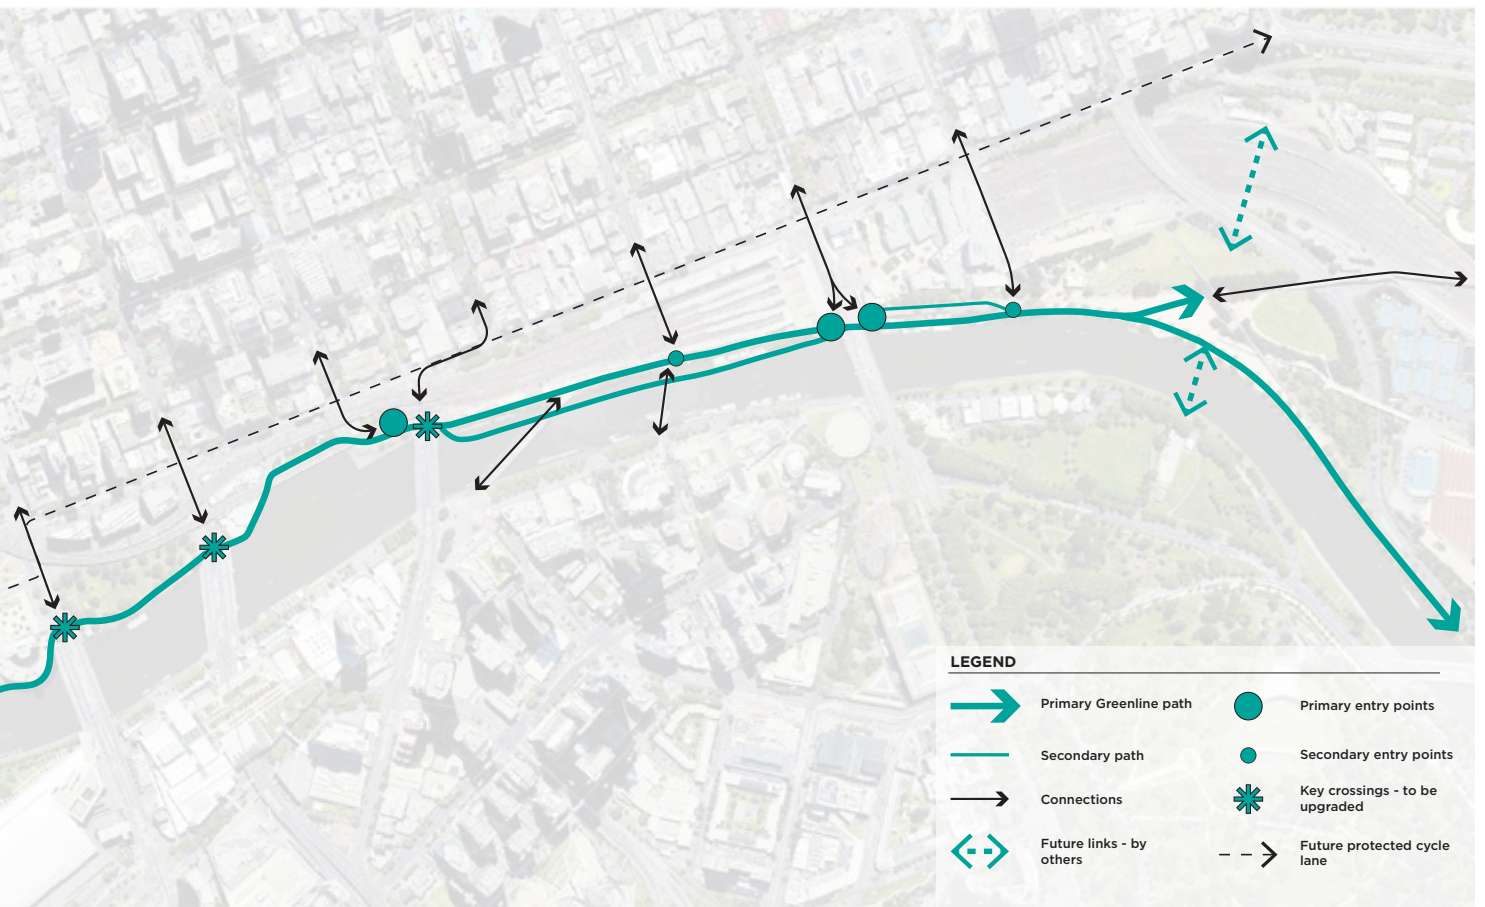 LEGEND
Primary Greenline path
Secondary path
Connections
Future links - by
others
Primary entry points
Secondary entry points
Key crossings - to be
upgraded
Future protected cycle
lane